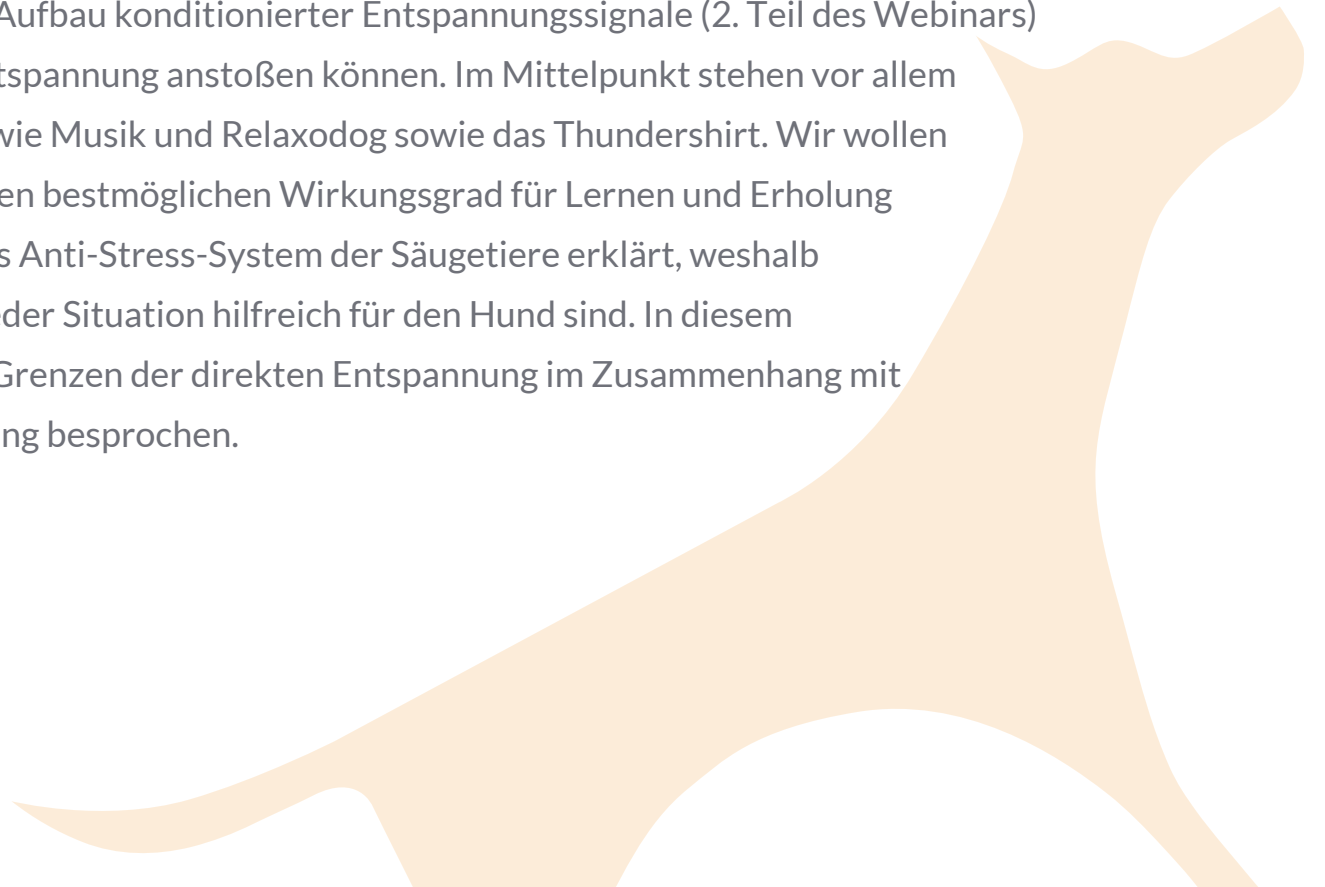 Aufbau konditionierter Entspannungssignale (2. Teil des Webinars)
tspannung anstoßen können. Im Mittelpunkt stehen vor allem
wie Musik und Relaxodog sowie das Thundershirt. Wir wollen
en bestmöglichen Wirkungsgrad für Lernen und Erholung
s Anti-Stress-System der Säugetiere erklärt, weshalb
eder Situation hilfreich für den Hund sind. In diesem
Grenzen der direkten Entspannung im Zusammenhang mit
ng besprochen.